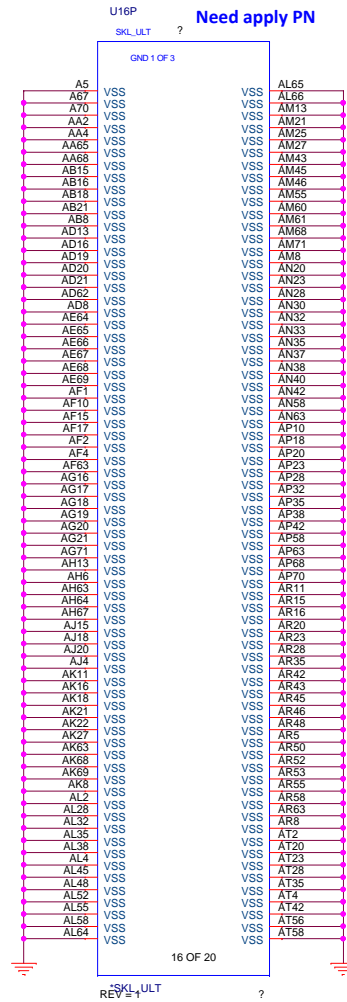 U16P
Need apply PN
SKL_ULT ?
GND 1 OF 3
A5 VSS VSS AL65
A67 VSS VSS AL66
A70 VSS VSS AM13
AA2 VSS VSS AM21
AA4 VSS VSS AM25
AA65 VSS VSS AM27
AA68 VSS VSS AM43
AB15 VSS VSS AM45
AB16 VSS VSS AM46
AB18 VSS VSS AM55
AB21 VSS VSS AM60
AB8 VSS VSS AM61
AD13 VSS VSS AM68
AD16 VSS VSS AM71
AD19 VSS VSS AM8
AD20 VSS VSS AN20
AD21 VSS VSS AN23
AD62 VSS VSS AN28
AD8 VSS VSS AN30
AE64 VSS VSS AN32
AE65 VSS VSS AN33
AE66 VSS VSS AN35
AE67 VSS VSS AN37
AE68 VSS VSS AN38
AE69 VSS VSS AN40
AF1 VSS VSS AN42
AF10 VSS VSS AN58
AF15 VSS VSS AN63
AF17 VSS VSS AP10
AF2 VSS VSS AP18
AF4 VSS VSS AP20
AF63 VSS VSS AP23
AG16 VSS VSS AP28
AG17 VSS VSS AP32
AG18 VSS VSS AP35
AG19 VSS VSS AP38
AG20 VSS VSS AP42
AG21 VSS VSS AP58
AG71 VSS VSS AP63
AH13 VSS VSS AP68
AH6 VSS VSS AP70
AH63 VSS VSS AR11
AH64 VSS VSS AR15
AH67 VSS VSS AR16
AJ15 VSS VSS AR20
AJ18 VSS VSS AR23
AJ20 VSS VSS AR28
AJ4 VSS VSS AR35
AK11 VSS VSS AR42
AK16 VSS VSS AR43
AK18 VSS VSS AR45
AK21 VSS VSS AR46
AK22 VSS VSS AR48
AK27 VSS VSS AR5
AK63 VSS VSS AR50
AK68 VSS VSS AR52
AK69 VSS VSS AR53
AK8 VSS VSS AR55
AL2 VSS VSS AR58
AL28 VSS VSS AR63
AL32 VSS VSS AR8
AL35 VSS VSS AT2
AL38 VSS VSS AT20
AL4 VSS VSS AT23
AL45 VSS VSS AT28
AL48 VSS VSS AT35
AL52 VSS VSS AT4
AL55 VSS VSS AT42
AL58 VSS VSS AT56
AL64 VSS VSS AT58
16 OF 20
*SKL_ULT
REV = 1 ?